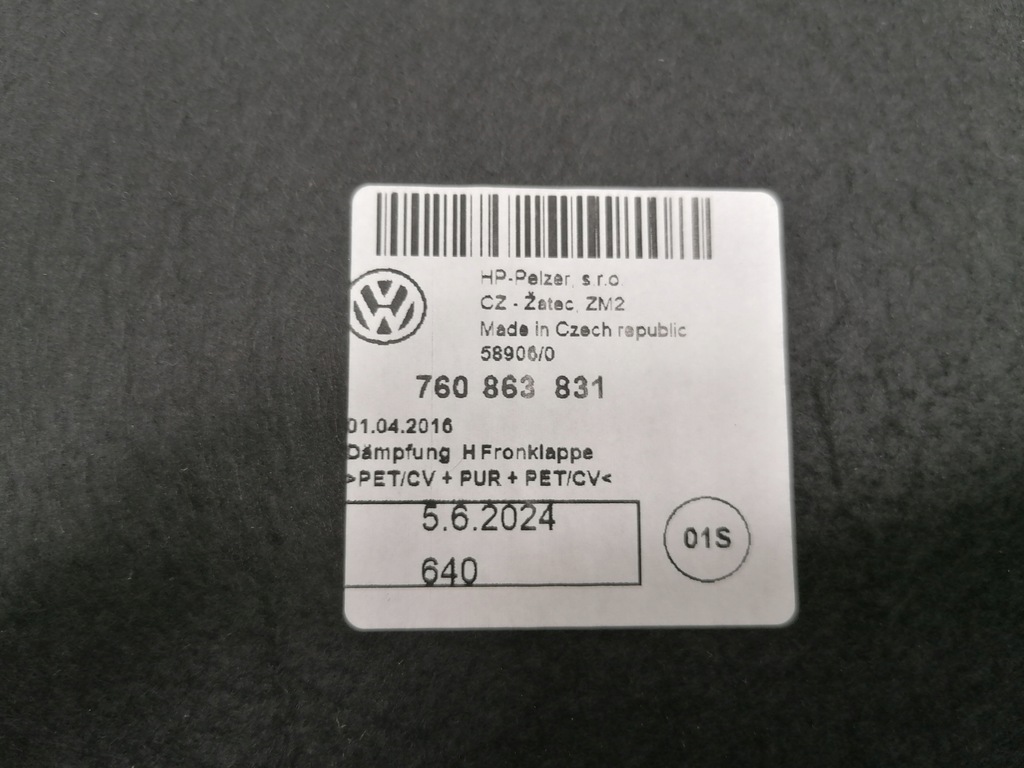 HP-Pelzer, s.r.o.
CZ - Žatec, ZM2
Made in Czech republic
58906/0
760 863 831
01.04.2016
Dämpfung H Fronklappe
>PET/CV + PUR + PET/CV<
5.6.2024
640
01S